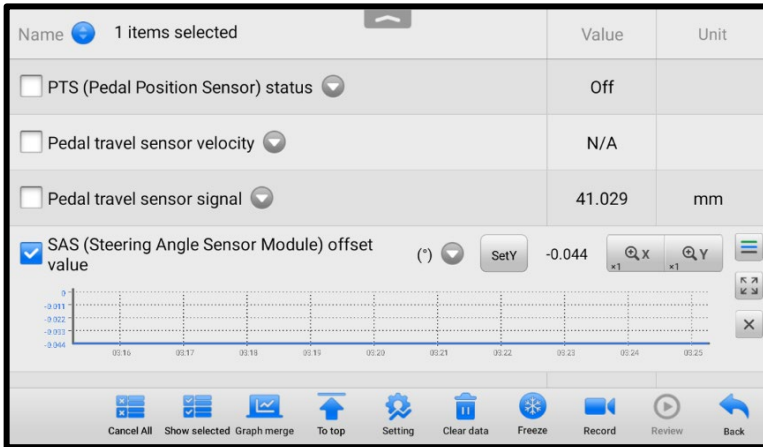 Name 1 items selected Value Unit
PTS (Pedal Position Sensor) status Off
Pedal travel sensor velocity N/A
Pedal travel sensor signal 41.029 mm
SAS (Steering Angle Sensor Module) offset
value (°) SetY -0.044 ×1 X ×1 Y
0
-0.011
-0.022
-0.033
-0.044
03:16 03:17 03:18 03:19 03:20 03:21 03:22 03:23 03:24 03:25
Cancel All Show selected Graph merge To top Setting Clear data Freeze Record Review Back